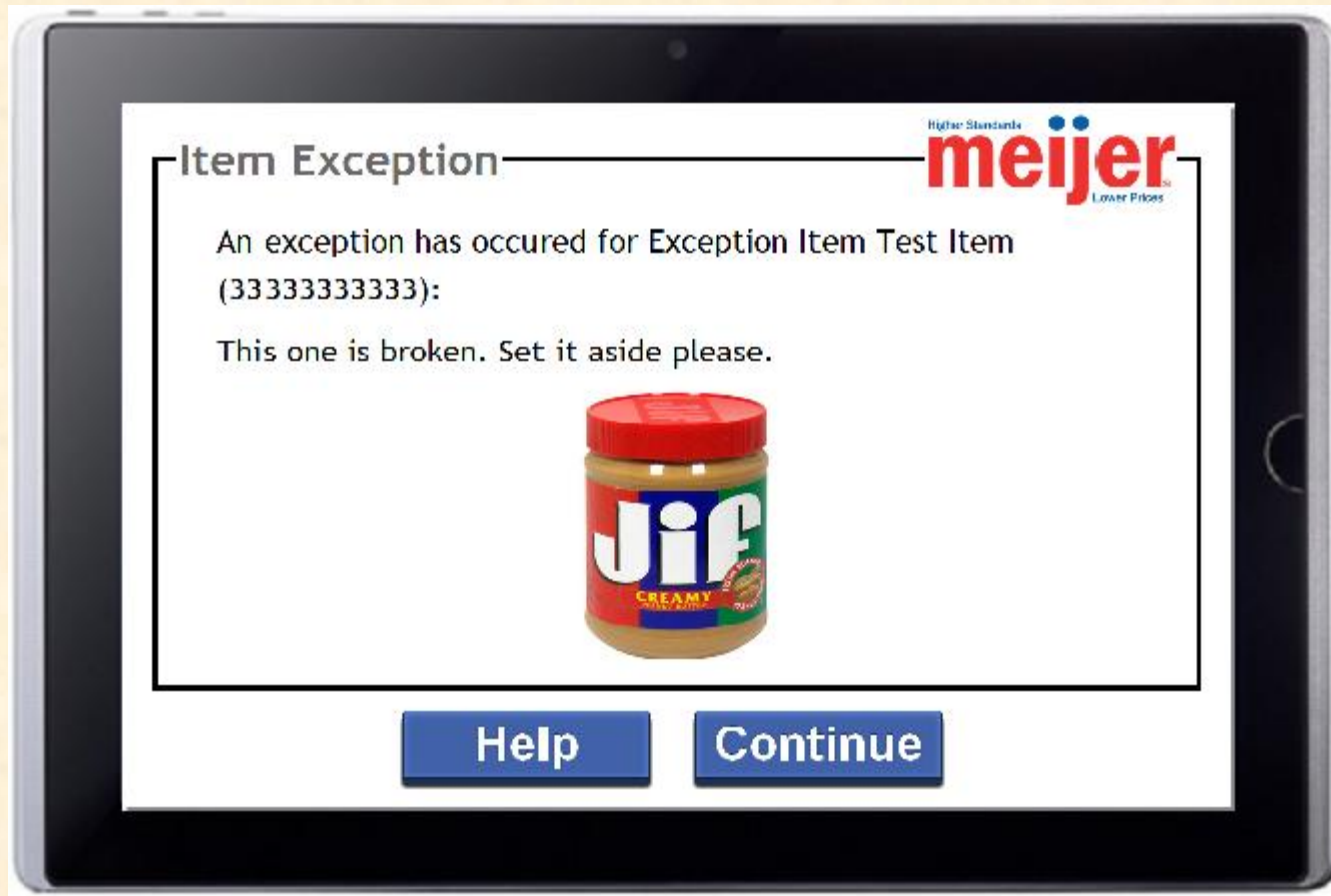 Item Exception
Higher Standards
meijer
Lower Prices
An exception has occured for Exception Item Test Item
(33333333333):
This one is broken. Set it aside please.
Jif
CREAMY
Help
Continue